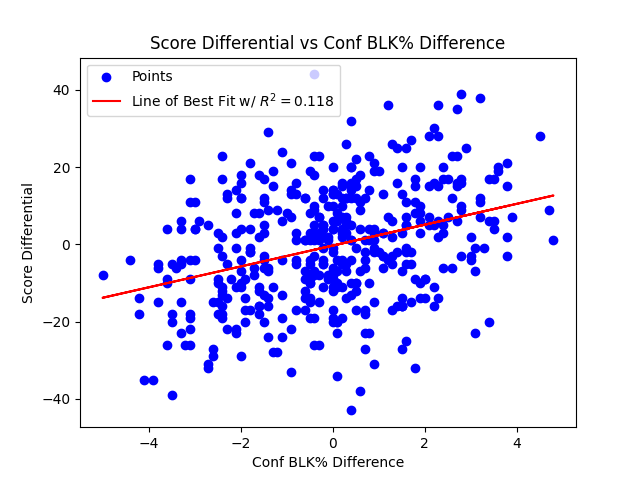 Score Differential vs Conf BLK% Difference
Points
Line of Best Fit w/ R² = 0.118
40
20
0
−20
−40
Score Differential
−4
−2
0
2
4
Conf BLK% Difference